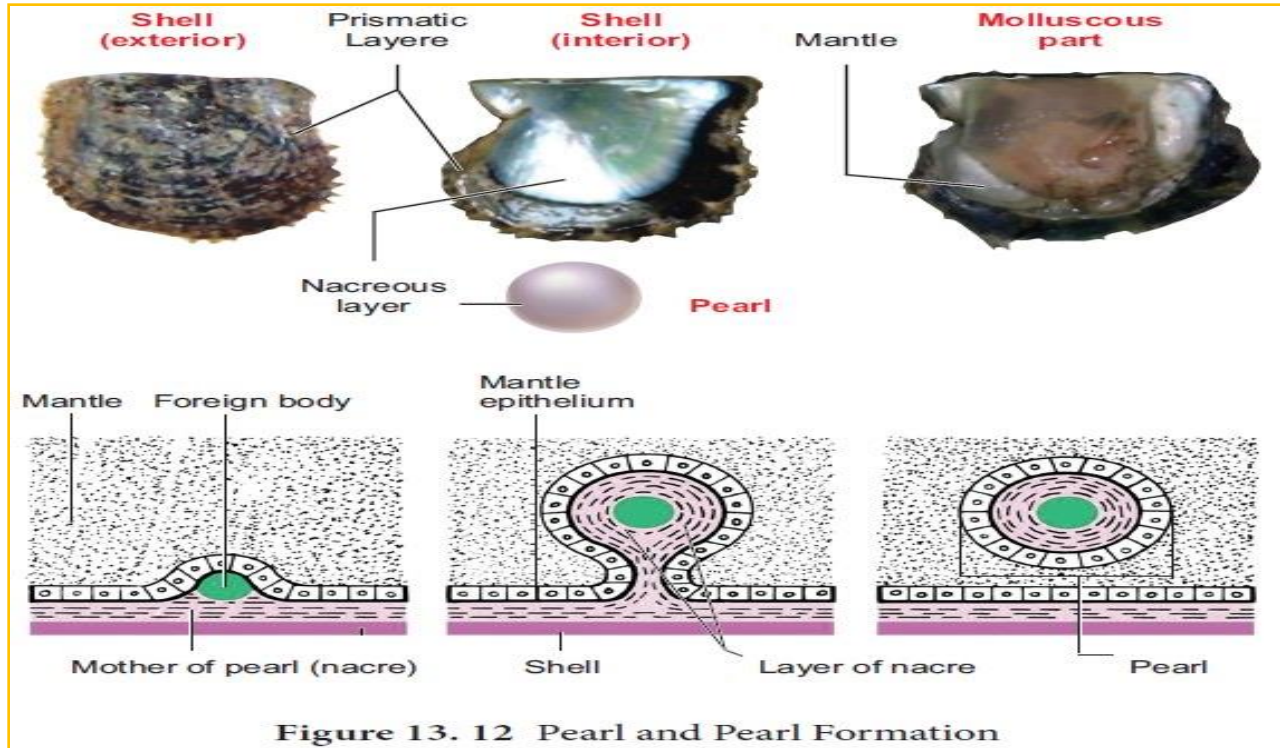 Shell
(exterior)
Prismatic
Layere
Shell
(interior)
Mantle
Molluscous
part
Nacreous
layer
Pearl
Mantle
Foreign body
Mantle
epithelium
Mother of pearl (nacre)
Shell
Layer of nacre
Pearl
Figure 13. 12 Pearl and Pearl Formation